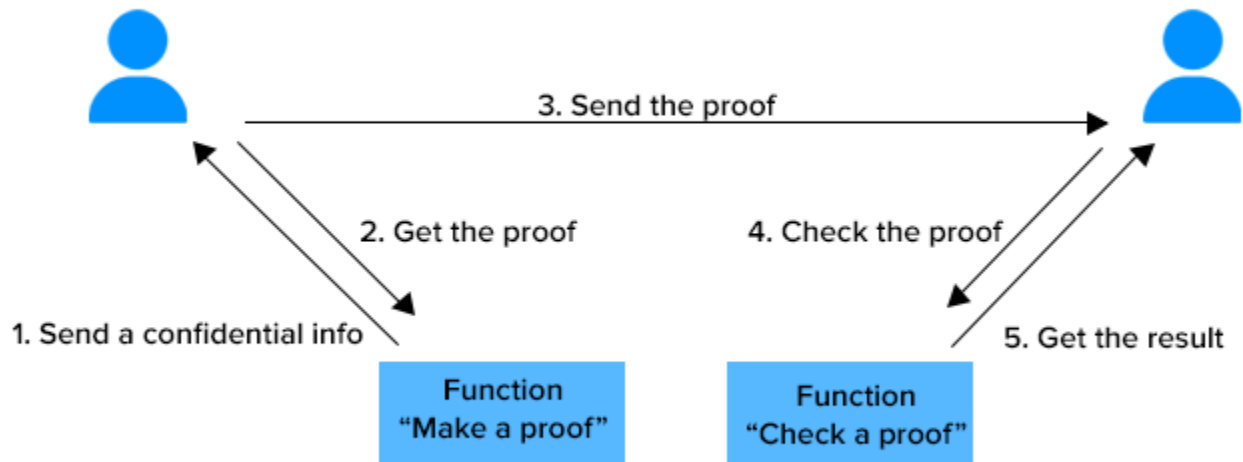 3. Send the proof
2. Get the proof
4. Check the proof
1. Send a confidential info
5. Get the result
Function
“Make a proof”
Function
“Check a proof”